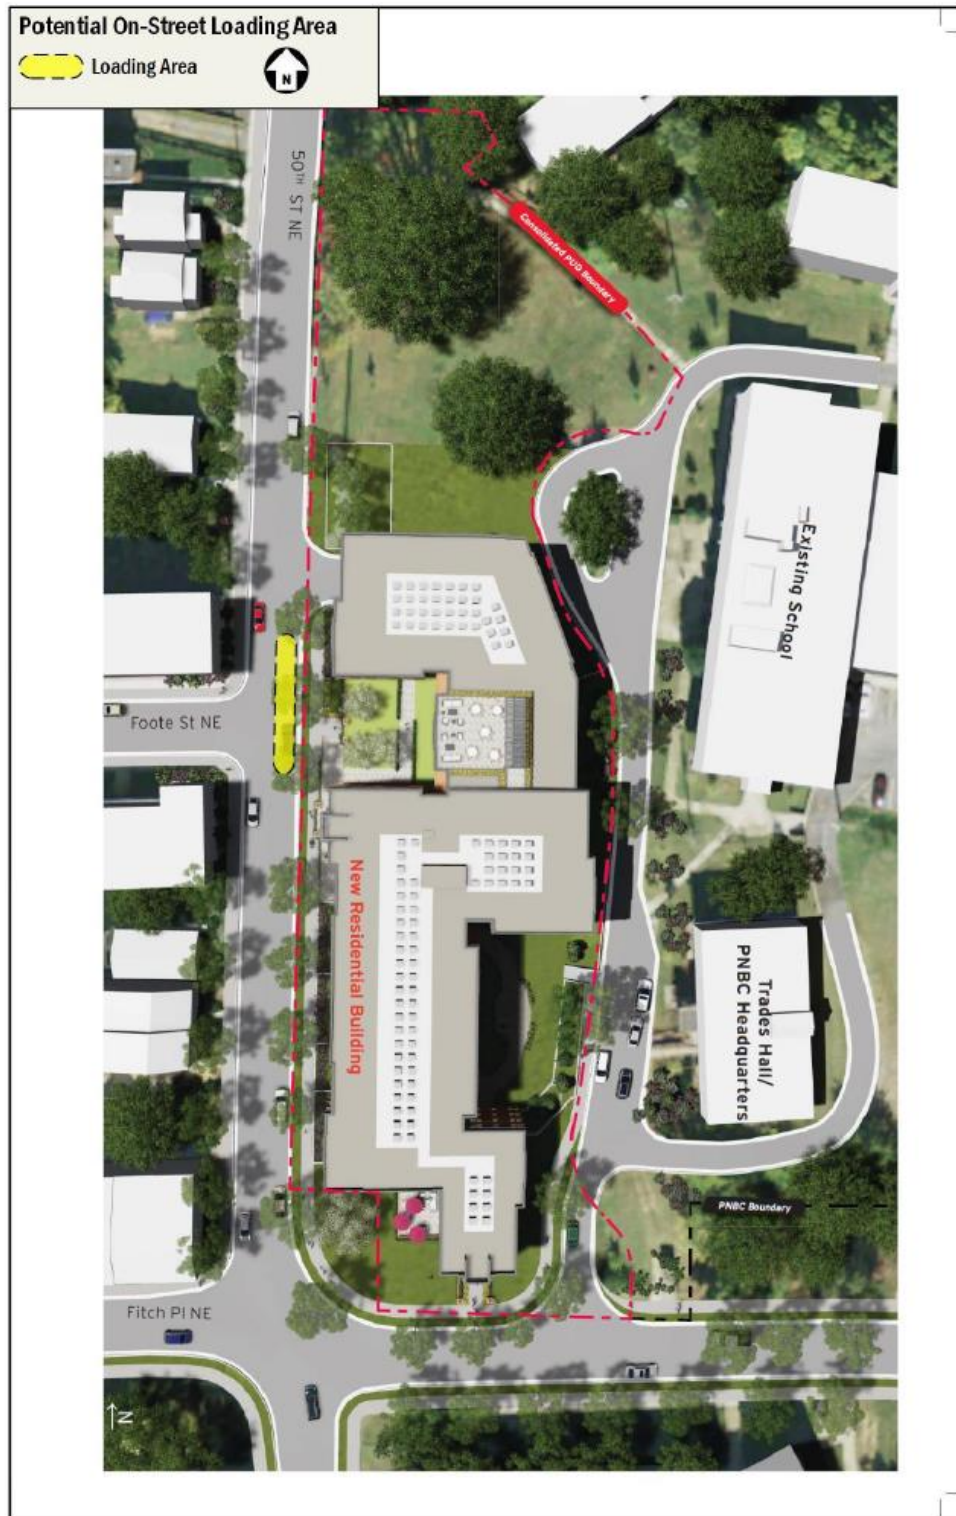 Potential On-Street Loading Area
Loading Area
N
50TH ST NE
Consolidated PUD Boundary
Existing School
Foote St NE
New Residential Building
Trades Hall/
PNBC Headquarters
PNBC Boundary
Fitch Pl NE
N